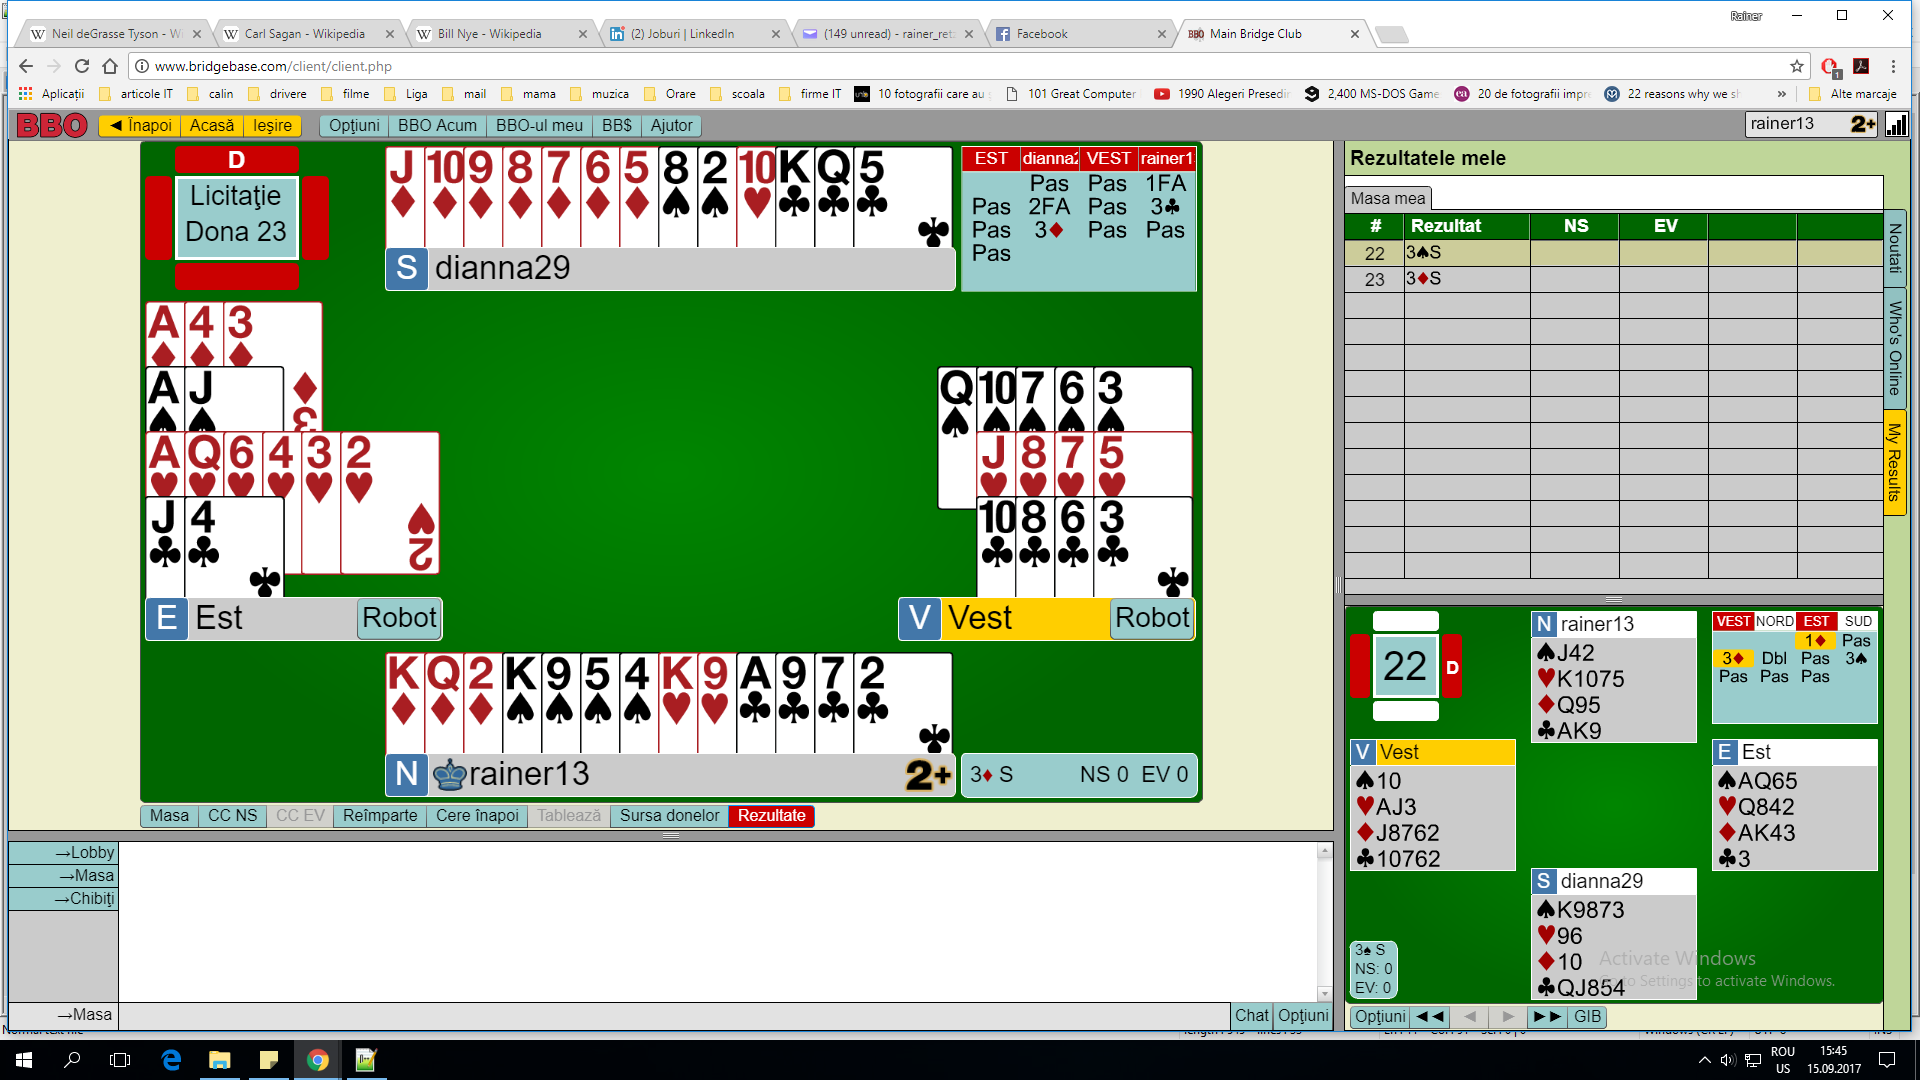 Rainer
Neil deGrasse Tyson - W
Carl Sagan - Wikipedia
Bill Nye - Wikipedia
(2) Joburi | LinkedIn
(149 unread) - rainer_ret
Facebook
Main Bridge Club
www.bridgebase.com/client/client.php
1
Aplicații
articole IT
calin
drivere
filme
Liga
mail
mama
muzica
Orare
scoala
firme IT
10 fotografii care au
101 Great Computer
1990 Alegeri Presedin
2,400 MS-DOS Game
20 de fotografii impre
22 reasons why we sh
»
Alte marcaje
BBO
◄ Înapoi
Acasă
Ieşire
Opţiuni
BBO Acum
BBO-ul meu
BB$
Ajutor
rainer13 2+
D
Licitaţie
Dona 23
J♦ 10♦ 9♦ 8♦ 7♦ 6♦ 5♦ 8♠ 2♠ 10♥ K♣ Q♣ 5♣
S dianna29
EST dianna2 VEST rainer1
Pas Pas 1FA
Pas 2FA Pas 3♣
Pas 3♦ Pas Pas
Pas
A♦ 4♦ 3♦
A♠ J♠
A♥ Q♥ 6♥ 4♥ 3♥ 2♥
J♣ 4♣
E Est Robot
Q♠ 10♠ 7♠ 6♠ 3♠
J♥ 8♥ 7♥ 5♥
10♣ 8♣ 6♣ 3♣
V Vest Robot
K♦ Q♦ 2♦ K♠ 9♠ 5♠ 4♠ K♥ 9♥ A♣ 9♣ 7♣ 2♣
N rainer13 2+
3♦ S NS 0 EV 0
Masa
CC NS
CC EV
Reîmparte
Cere înapoi
Tablează
Sursa donelor
Rezultate
→Lobby
→Masa
→Chibiţi
→Masa
Chat
Opţiuni
Rezultatele mele
Masa mea
# Rezultat NS EV
22 3♠S
23 3♦S
Noutati
Who's Online
My Results
22
D
N rainer13
♠J42
♥K1075
♦Q95
♣AK9
VEST NORD EST SUD
1♦ Pas
3♦ Dbl Pas 3♠
Pas Pas Pas
V Vest
♠10
♥AJ3
♦J8762
♣10762
E Est
♠AQ65
♥Q842
♦AK43
♣3
S dianna29
♠K9873
♥96
♦10
♣QJ854
3♠ S
NS: 0
EV: 0
Activate Windows
Go to Settings to activate Windows.
Opţiuni
GIB
ROU
US
15:45
15.09.2017